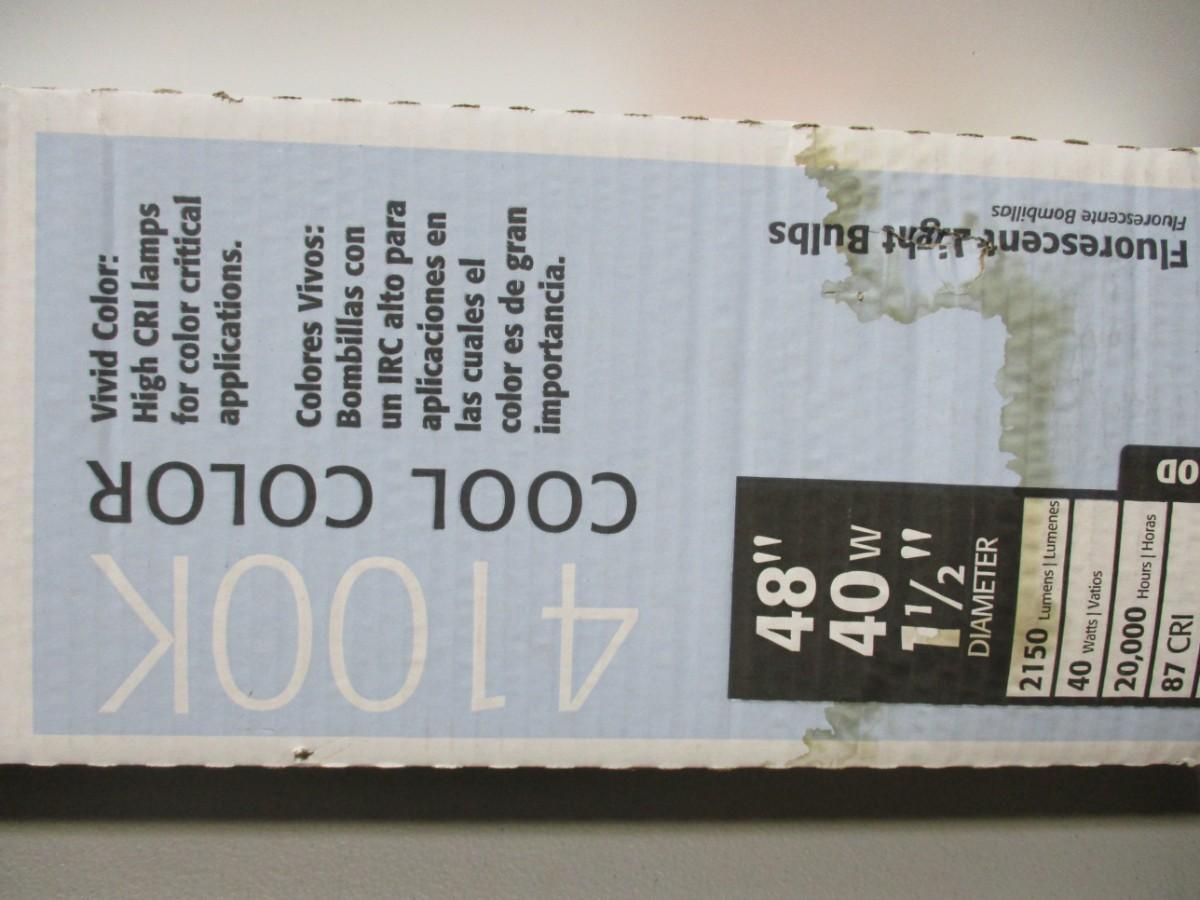 4100K
COOL COLOR
Vivid Color:
High CRI lamps
for color critical
applications.
Colores Vivos:
Bombillas con
un IRC alto para
aplicaciones en
las cuales el
color es de gran
importancia.
Fluorescent Light Bulbs
Fluorescente Bombillas
48"
40 W
1 1/2"
DIAMETER
2150 Lumens | Lumenes
40 Watts | Vatios
20,000 Hours | Horas
87 CRI